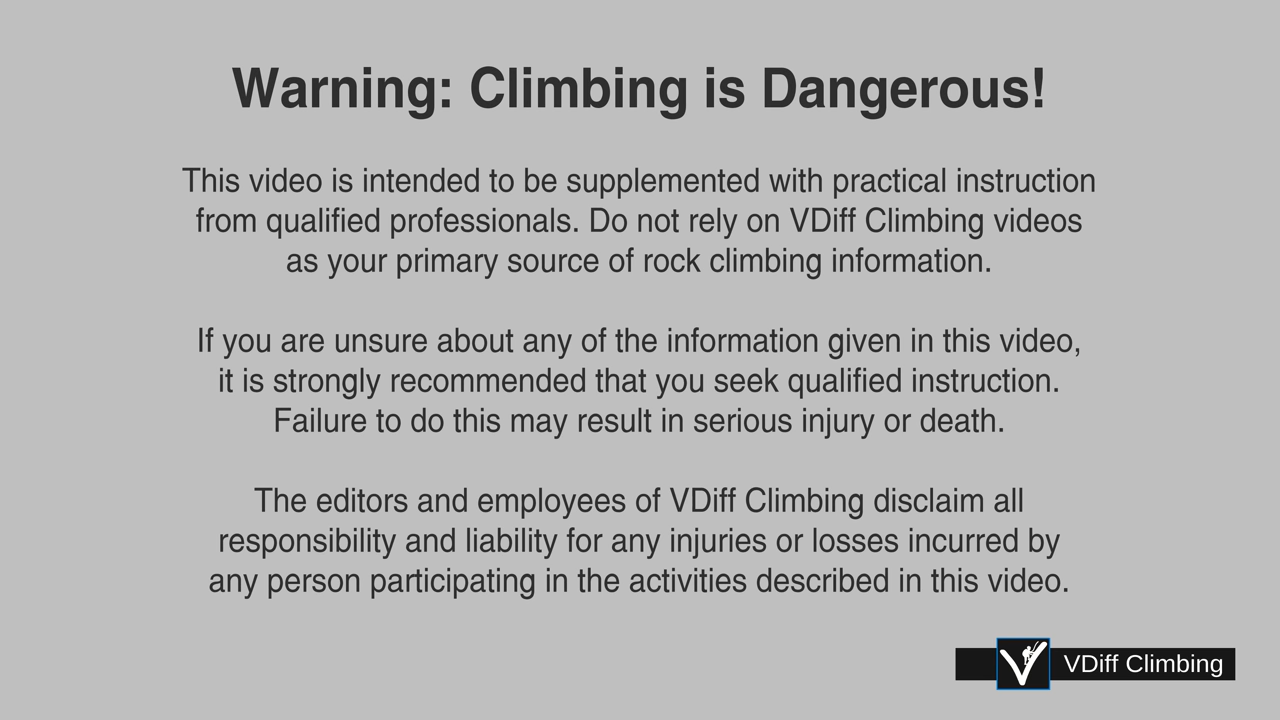 Warning: Climbing is Dangerous!
This video is intended to be supplemented with practical instruction
from qualified professionals. Do not rely on VDiff Climbing videos
as your primary source of rock climbing information.
If you are unsure about any of the information given in this video,
it is strongly recommended that you seek qualified instruction.
Failure to do this may result in serious injury or death.
The editors and employees of VDiff Climbing disclaim all
responsibility and liability for any injuries or losses incurred by
any person participating in the activities described in this video.
VDiff Climbing